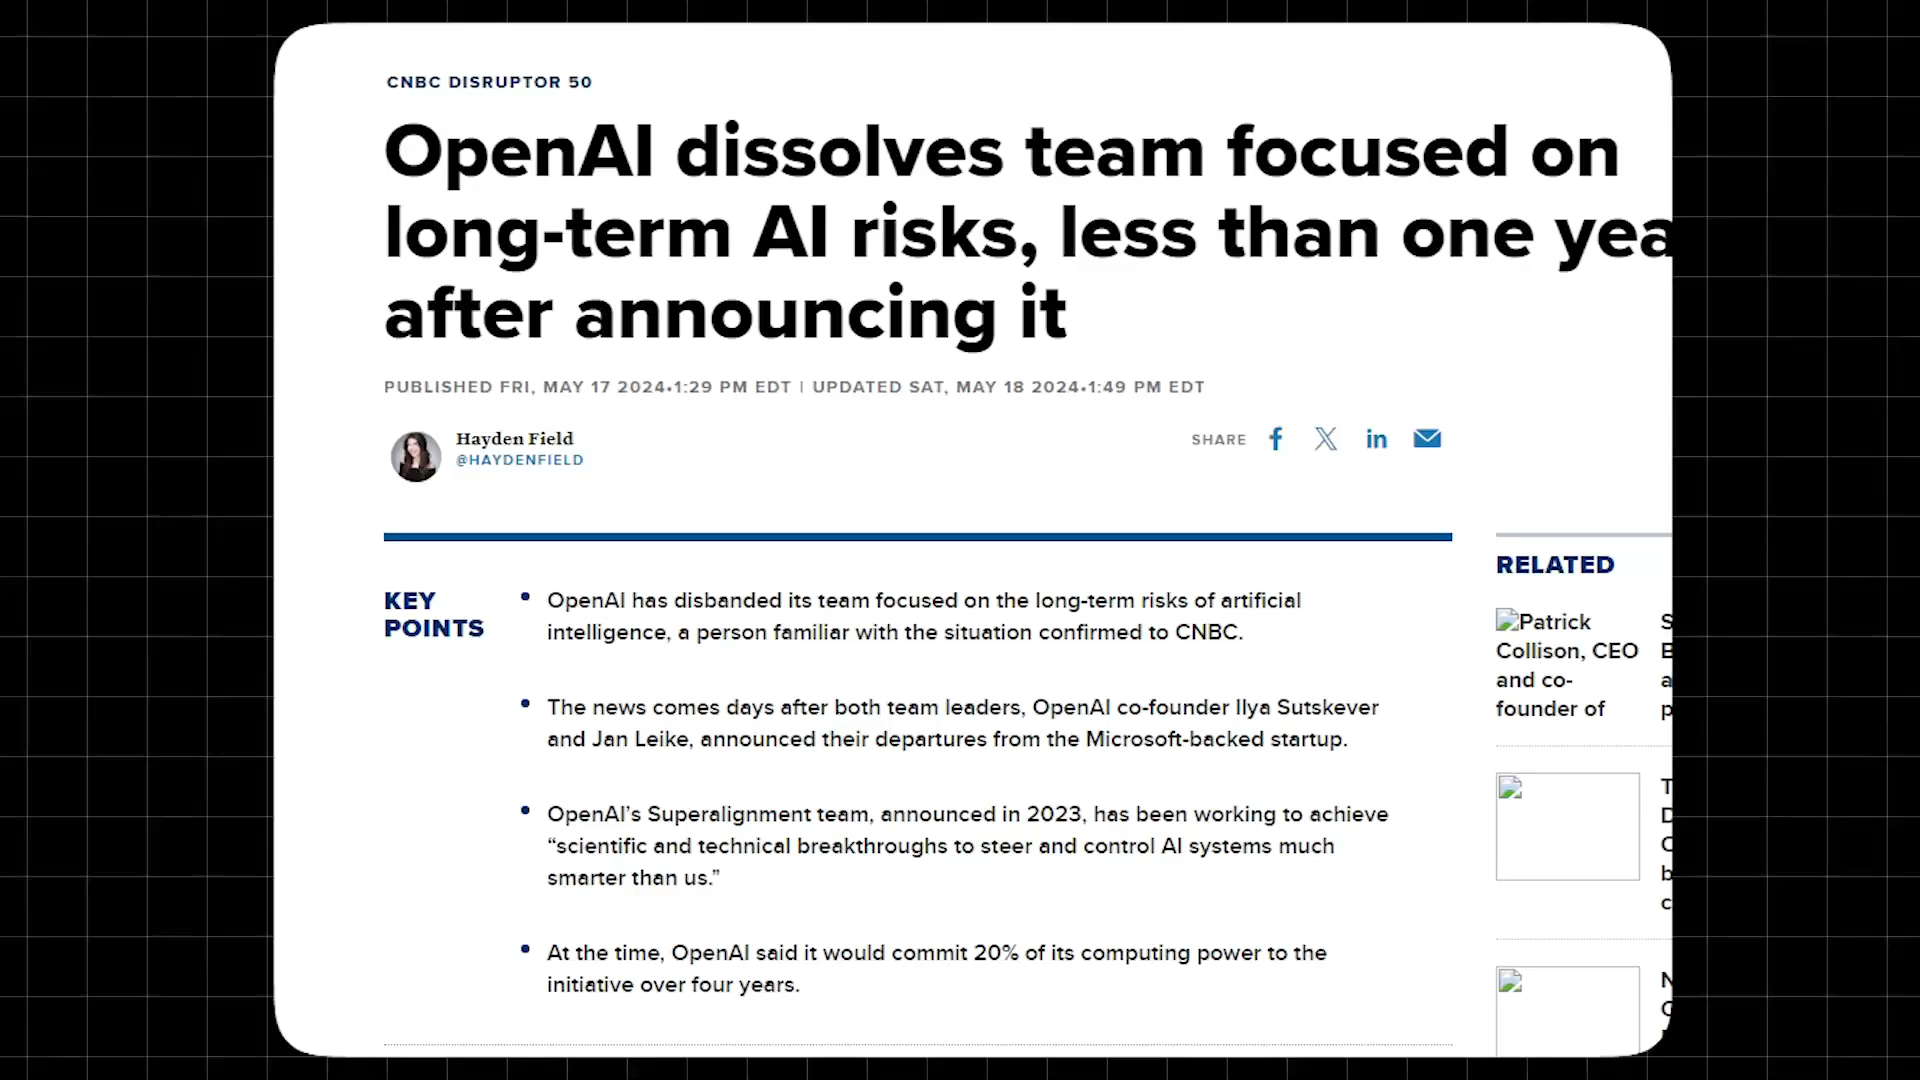 CNBC DISRUPTOR 50
OpenAI dissolves team focused on
long-term AI risks, less than one yea
after announcing it
PUBLISHED FRI, MAY 17 2024•1:29 PM EDT | UPDATED SAT, MAY 18 2024•1:49 PM EDT
Hayden Field
@HAYDENFIELD
SHARE
KEY
POINTS
• OpenAI has disbanded its team focused on the long-term risks of artificial
intelligence, a person familiar with the situation confirmed to CNBC.
• The news comes days after both team leaders, OpenAI co-founder Ilya Sutskever
and Jan Leike, announced their departures from the Microsoft-backed startup.
• OpenAI’s Superalignment team, announced in 2023, has been working to achieve
“scientific and technical breakthroughs to steer and control AI systems much
smarter than us.”
• At the time, OpenAI said it would commit 20% of its computing power to the
initiative over four years.
RELATED
Patrick
Collison, CEO
and co-
founder of